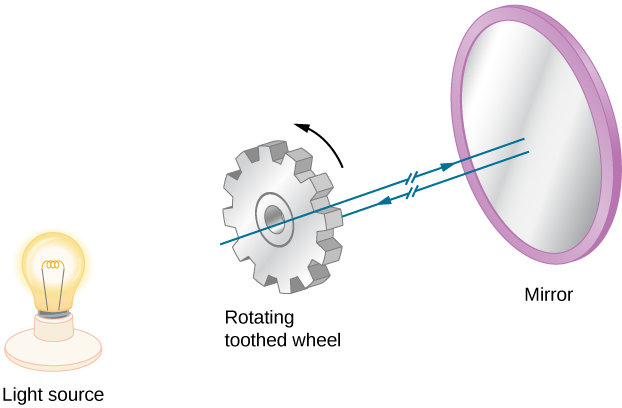 Mirror
Rotating
toothed wheel
Light source